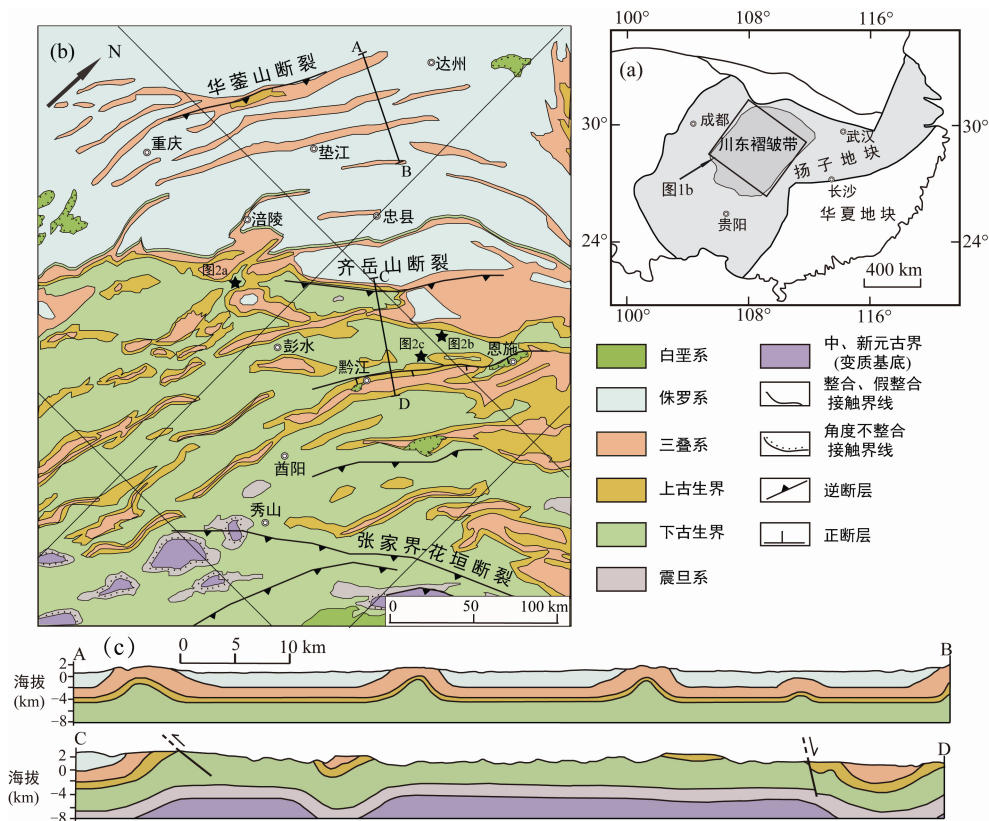 (b)
N
华蓥山断裂
A
达州
重庆
垫江
B
涪陵
忠县
图2a
齐岳山断裂
C
彭水
图2c
图2b
恩施
黔江
D
酉阳
秀山
张家界-花垣断裂
0 50 100 km
100° 108° 116°
(a)
30° 30°
成都
武汉
川东褶皱带
扬子地块
图1b
长沙
贵阳
华夏地块
24° 24°
400 km
100° 108° 116°
白垩系
侏罗系
三叠系
上古生界
下古生界
震旦系
中、新元古界
(变质基底)
整合、假整合
接触界线
角度不整合
接触界线
逆断层
正断层
(c)
0 5 10 km
A B
海拔
(km)
2
0
−4
−8
C D
海拔
(km)
2
0
−4
−8